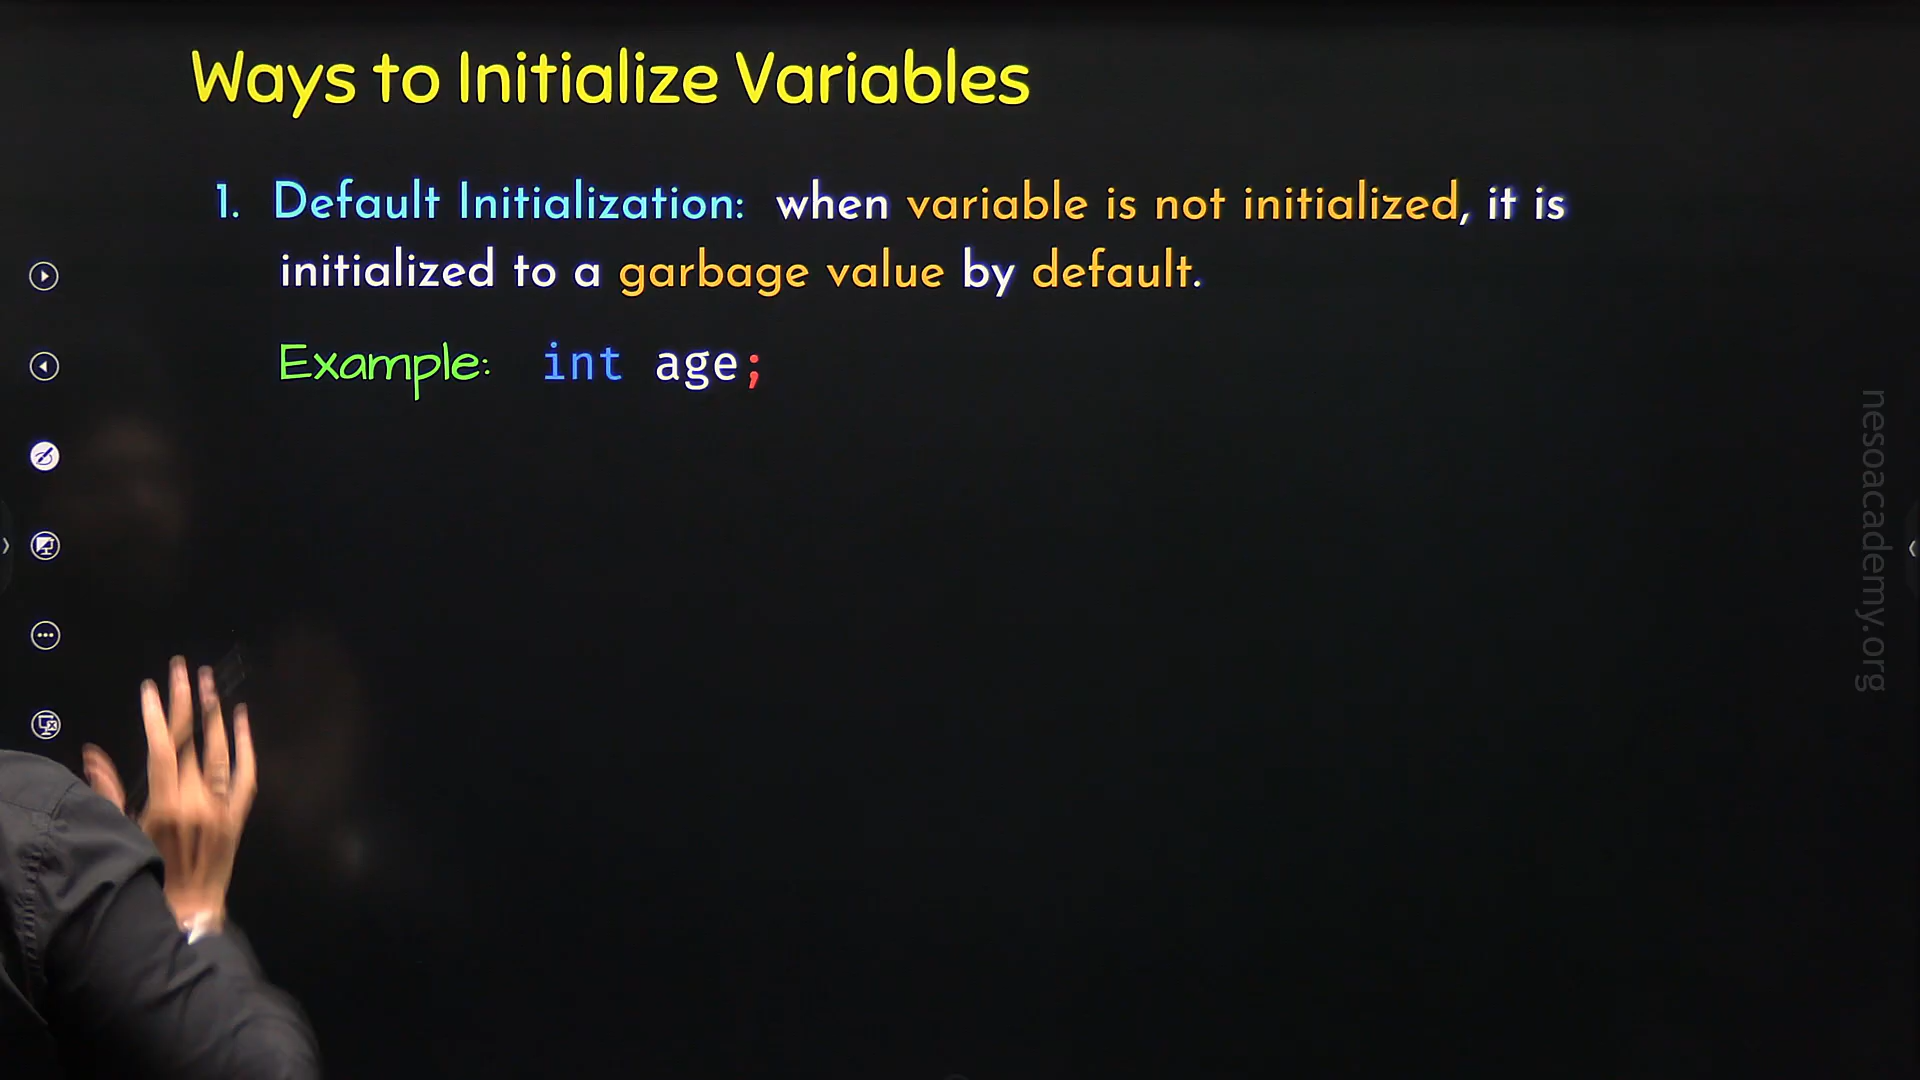 Ways to Initialize Variables
1. Default Initialization: when variable is not initialized, it is
initialized to a garbage value by default.
Example: int age;
nesoacademy.org